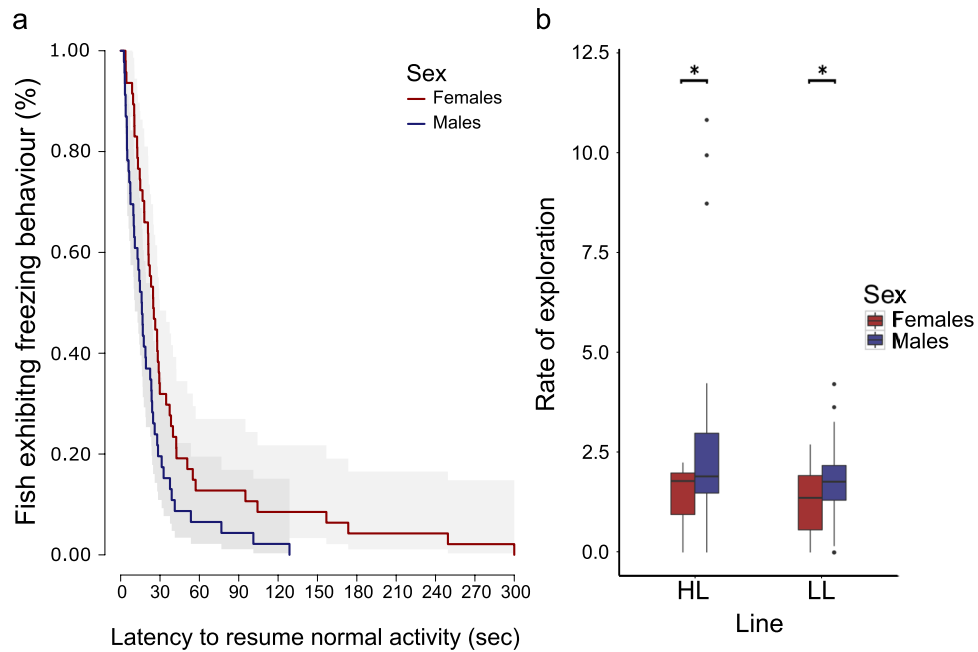 a
Fish exhibitng freezing behaviour (%)
1.00
0.80
0.60
0.40
0.20
0.00
Sex
Females
Males
0 30 60 90 120 150 180 210 240 270 300
Latency to resume normal activity (sec)
b
Rate of exploration
12.5
10.0
7.5
5.0
2.5
0.0
* *
Sex
Females
Males
HL LL
Line